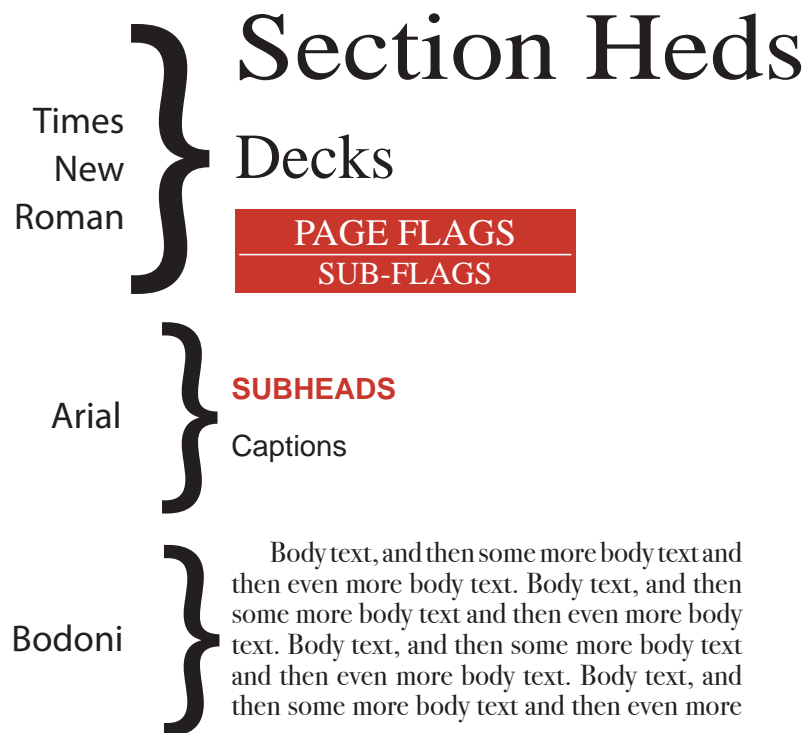 Section Heds
Times
New
Roman
Decks
PAGE FLAGS
SUB-FLAGS
Arial
SUBHEADS
Captions
Bodoni
Body text, and then some more body text and
then even more body text. Body text, and then
some more body text and then even more body
text. Body text, and then some more body text
and then even more body text. Body text, and
then some more body text and then even more